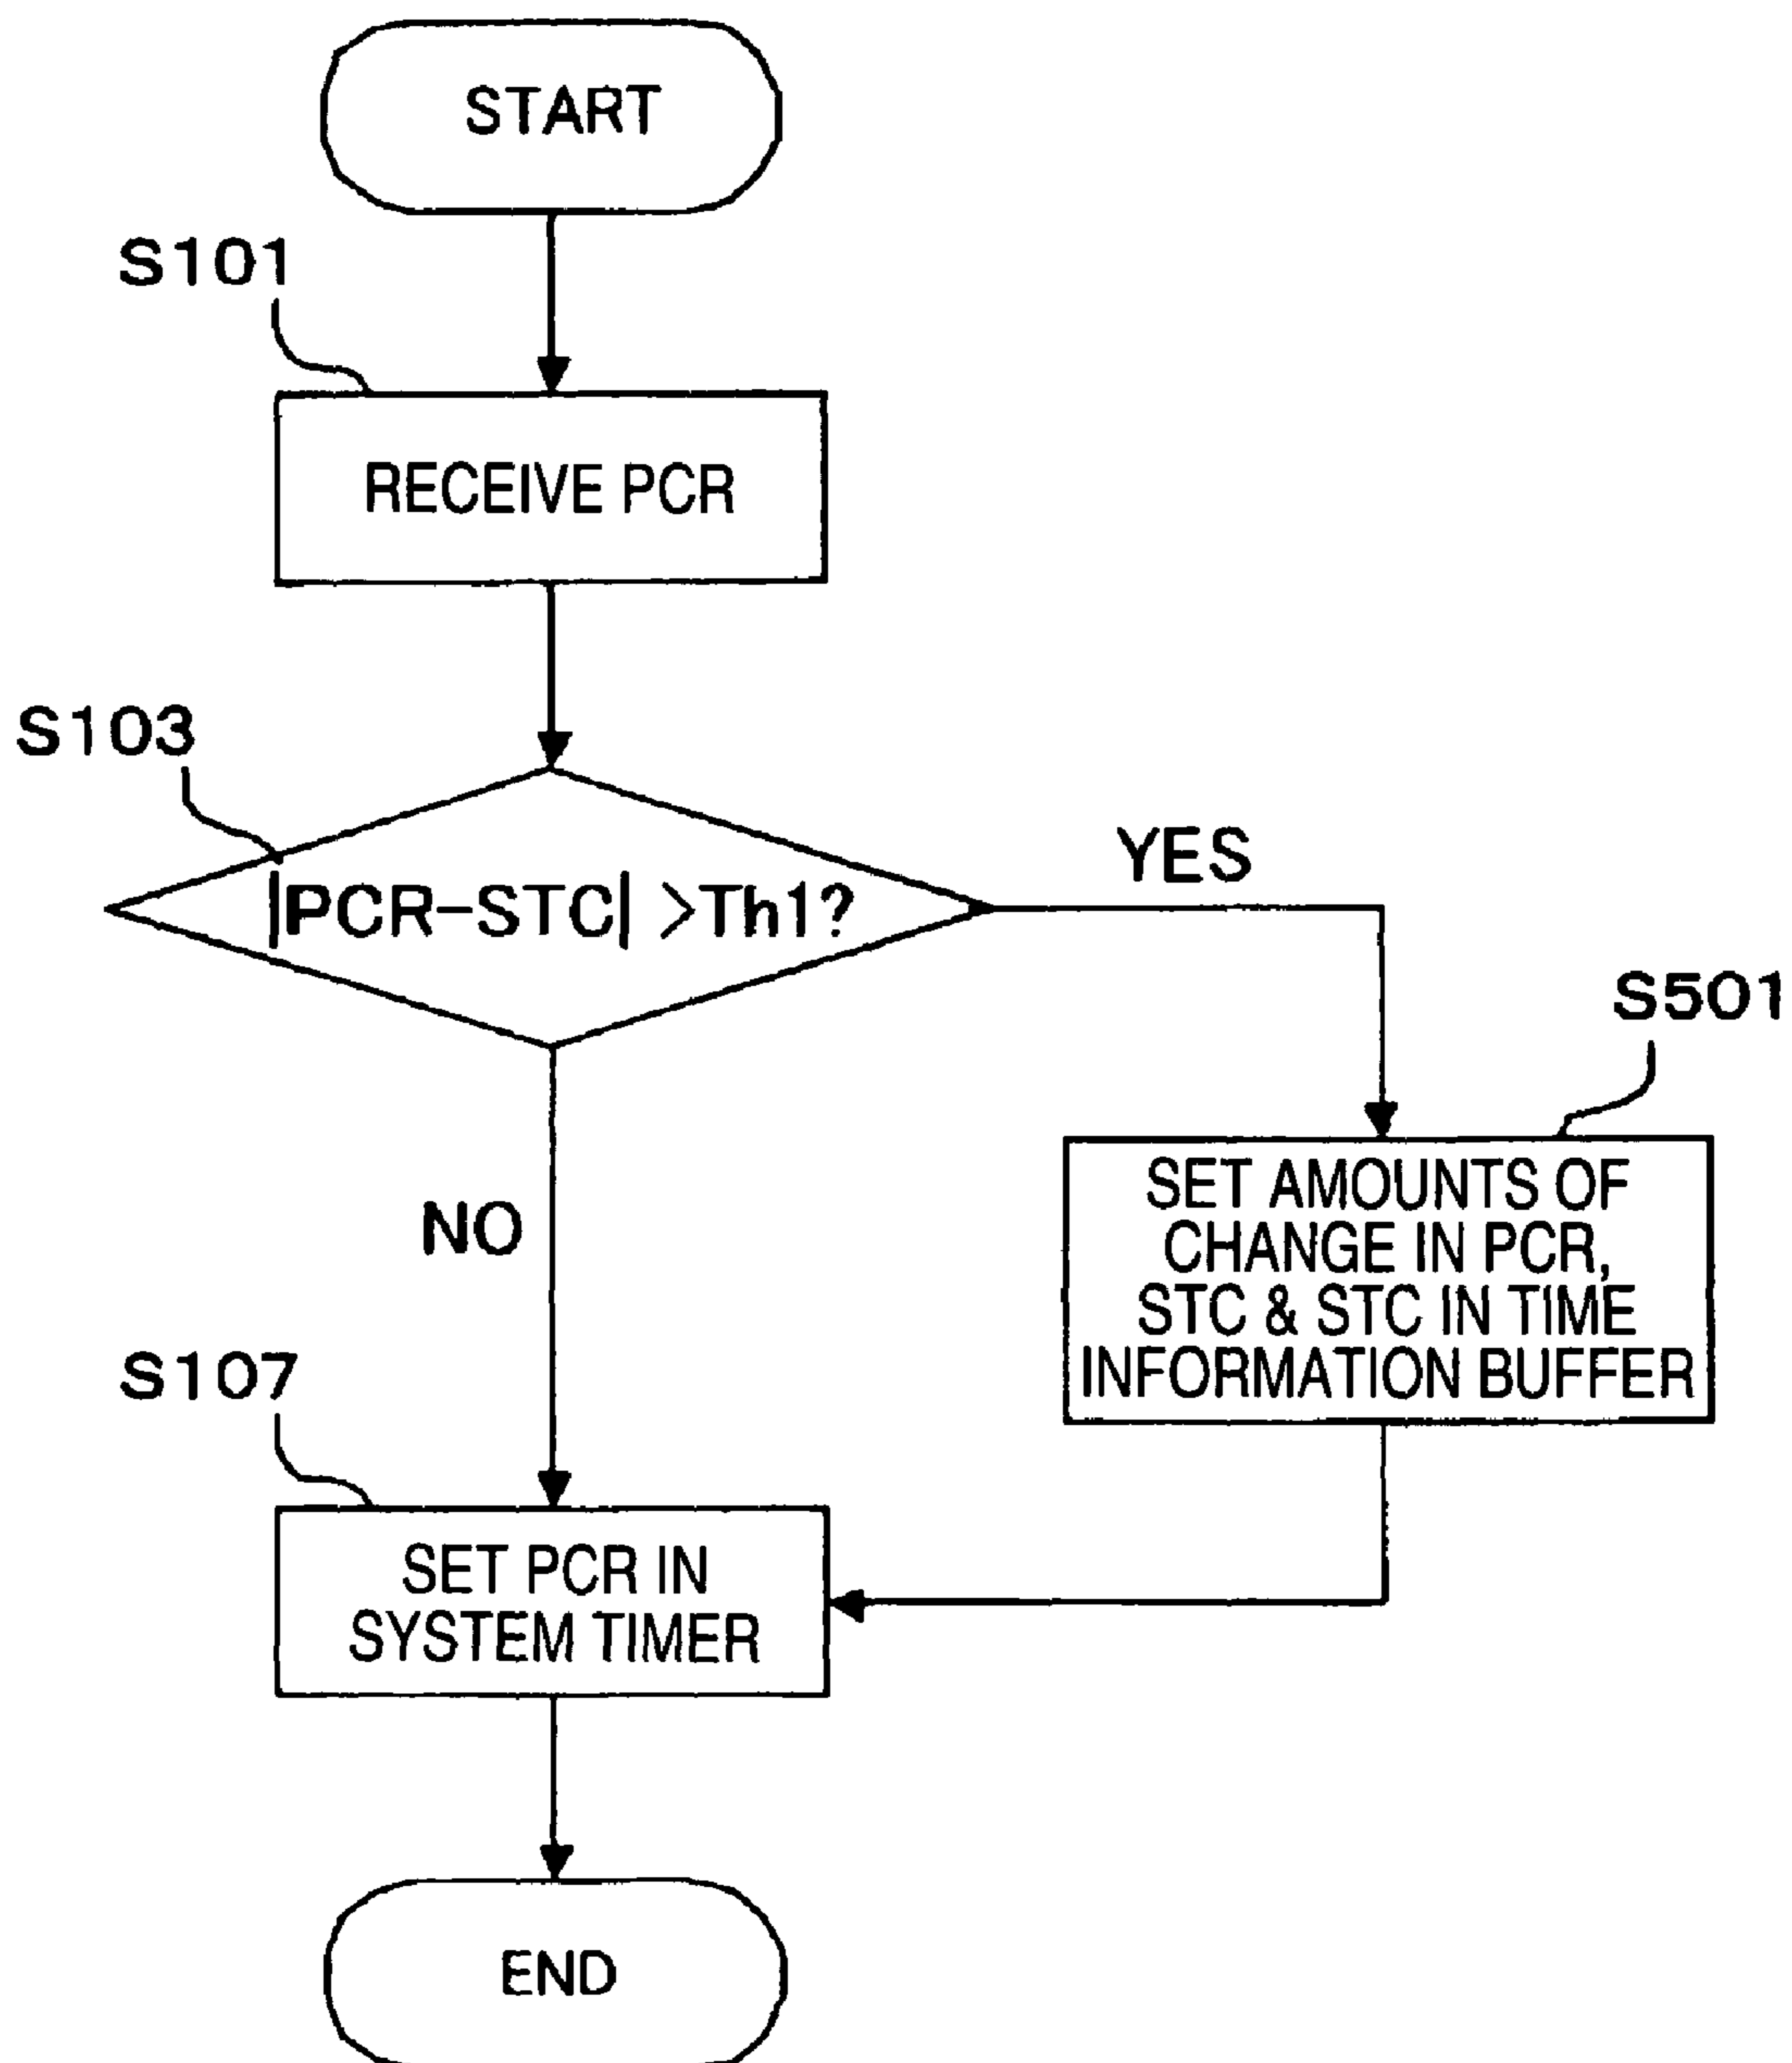 START
S101
RECEIVE PCR
S103
|PCR-STC| >Th1?
YES
S501
SET AMOUNTS OF
CHANGE IN PCR,
STC & STC IN TIME
INFORMATION BUFFER
NO
S107
SET PCR IN
SYSTEM TIMER
END